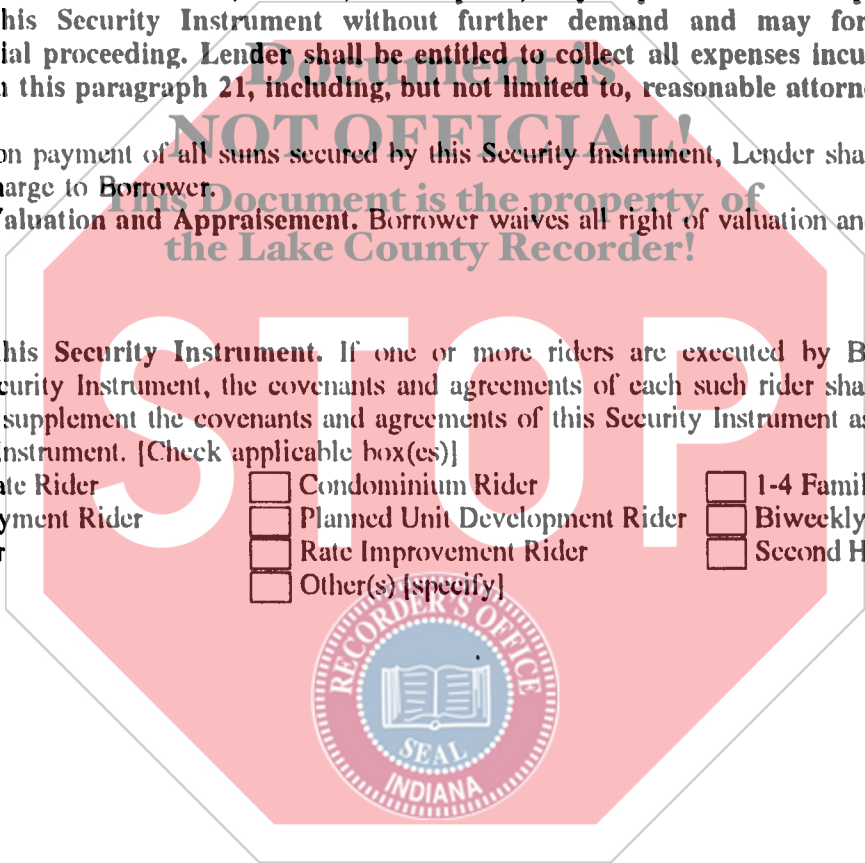 his Security Instrument without further demand and may for
ial proceeding. Lender shall be entitled to collect all expenses incu
this paragraph 21, including, but not limited to, reasonable attorn
on payment of all sums secured by this Security Instrument, Lender sha
arge to Borrower.
aluation and Appraisement. Borrower waives all right of valuation an
his Security Instrument. If one or more riders are executed by B
curity Instrument, the covenants and agreements of each such rider sha
supplement the covenants and agreements of this Security Instrument as
Instrument. [Check applicable box(es)]
te Rider Condominium Rider 1-4 Famil
yment Rider Planned Unit Development Rider Biweekly
r Rate Improvement Rider Second H
Other(s) [specify]
Document is
NOT OFFICIAL!
This Document is the property of
the Lake County Recorder!
STOP
RECORDER'S OFFICE
SEAL
INDIANA